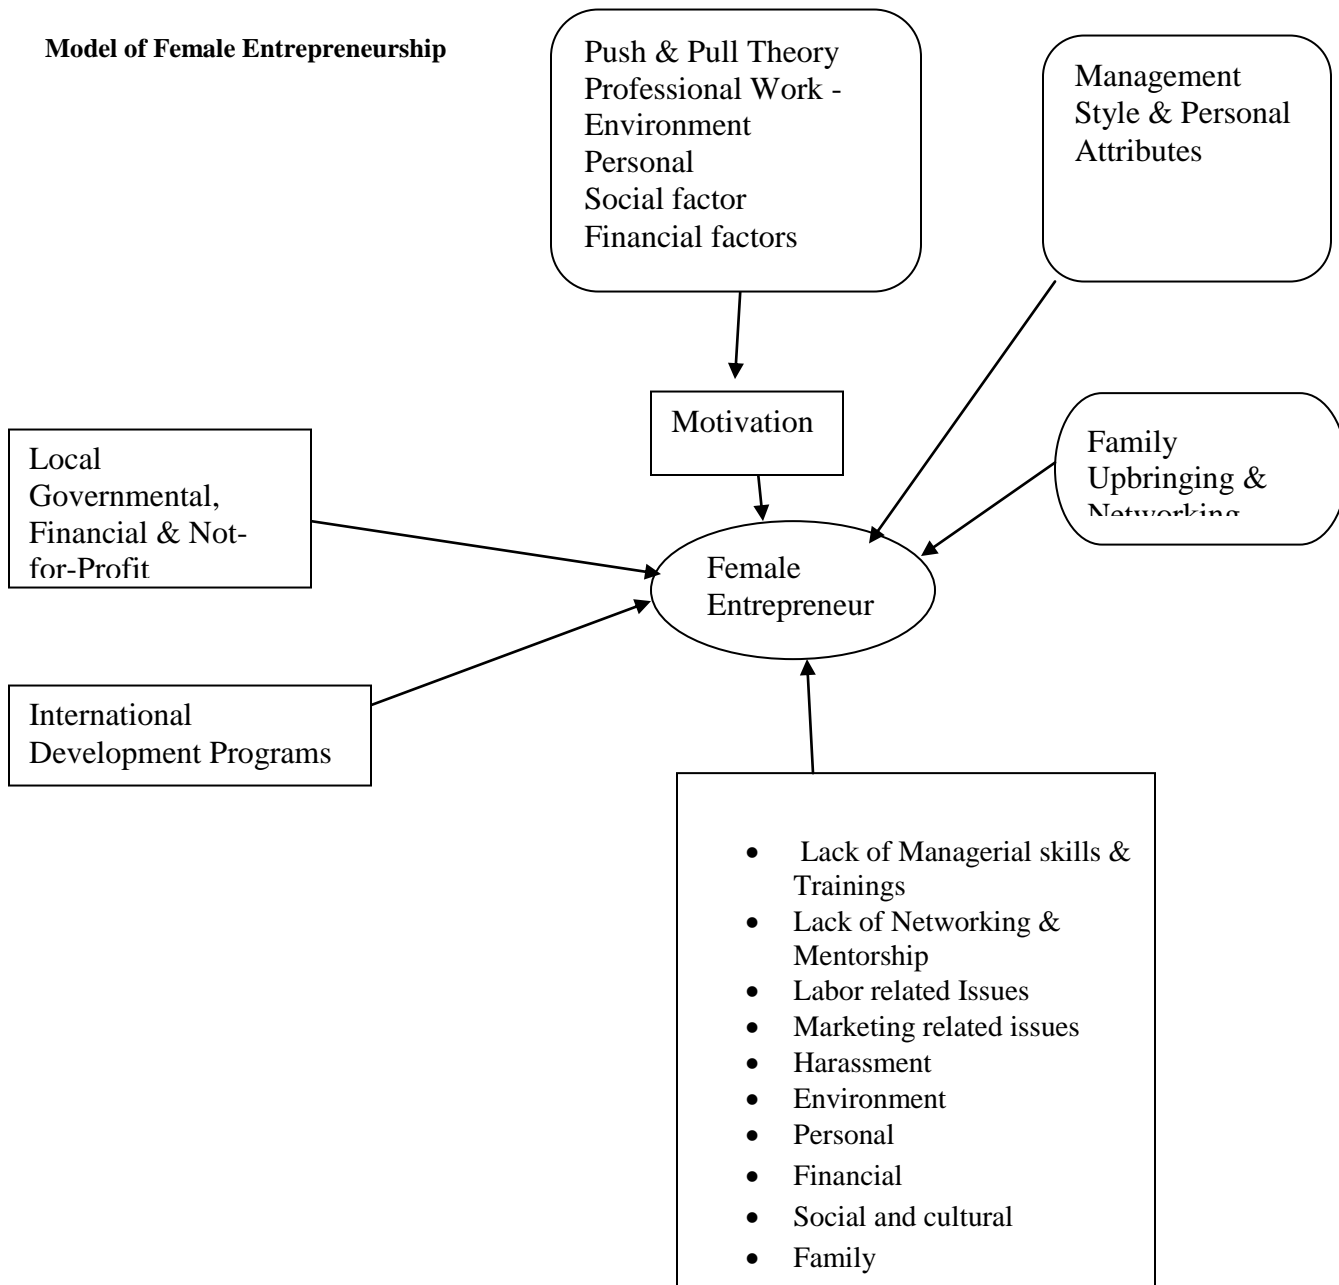 Model of Female Entrepreneurship
Push & Pull Theory
Professional Work -
Environment
Personal
Social factor
Financial factors
Management
Style & Personal
Attributes
Motivation
Local
Governmental,
Financial & Not-
for-Profit
Family
Upbringing &
Networking
Female
Entrepreneur
International
Development Programs
• Lack of Managerial skills &
Trainings
• Lack of Networking &
Mentorship
• Labor related Issues
• Marketing related issues
• Harassment
• Environment
• Personal
• Financial
• Social and cultural
• Family